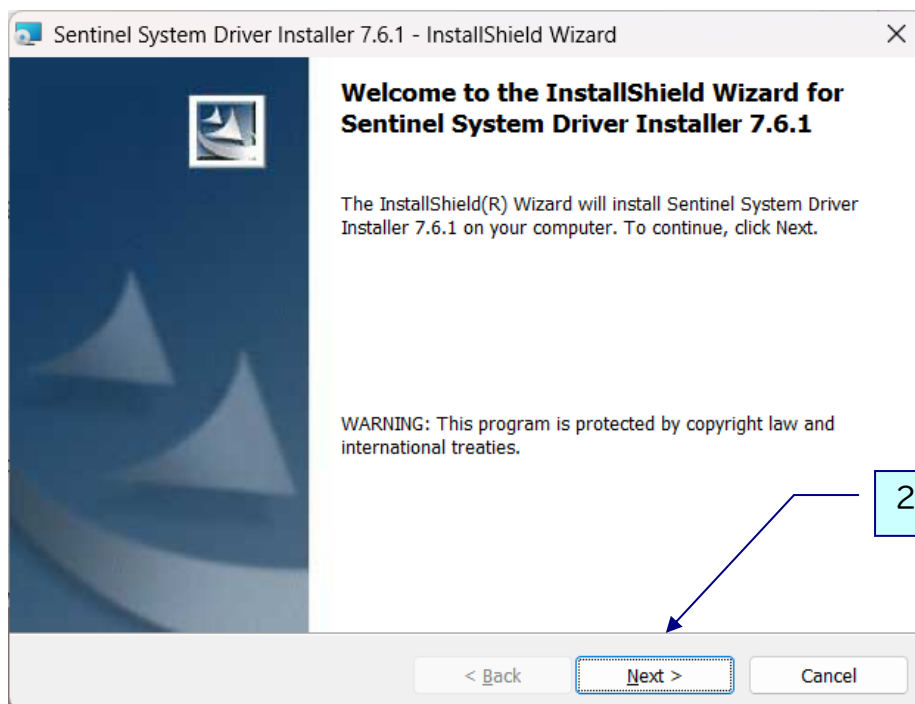 Sentinel System Driver Installer 7.6.1 - InstallShield Wizard
Welcome to the InstallShield Wizard for
Sentinel System Driver Installer 7.6.1
The InstallShield(R) Wizard will install Sentinel System Driver
Installer 7.6.1 on your computer. To continue, click Next.
WARNING: This program is protected by copyright law and
international treaties.
2
< Back
Next >
Cancel